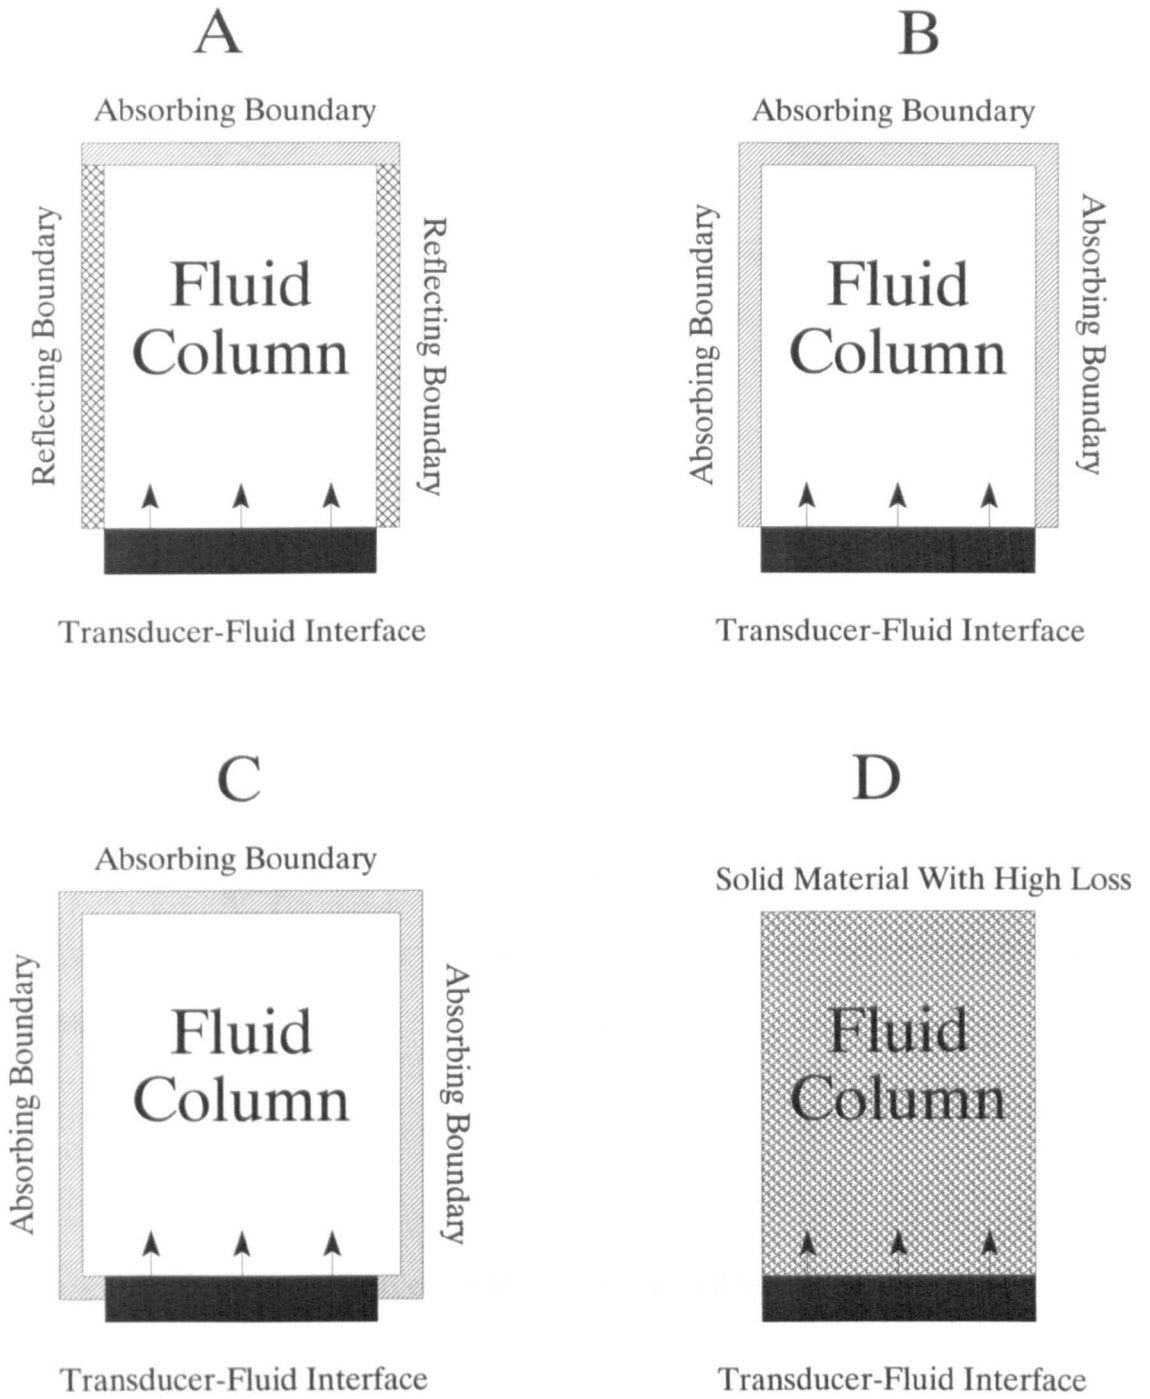 A
Absorbing Boundary
Reflecting Boundary
Fluid
Column
Reflecting Boundary
Transducer-Fluid Interface
B
Absorbing Boundary
Absorbing Boundary
Fluid
Column
Absorbing Boundary
Transducer-Fluid Interface
C
Absorbing Boundary
Absorbing Boundary
Fluid
Column
Absorbing Boundary
Transducer-Fluid Interface
D
Solid Material With High Loss
Fluid
Column
Transducer-Fluid Interface